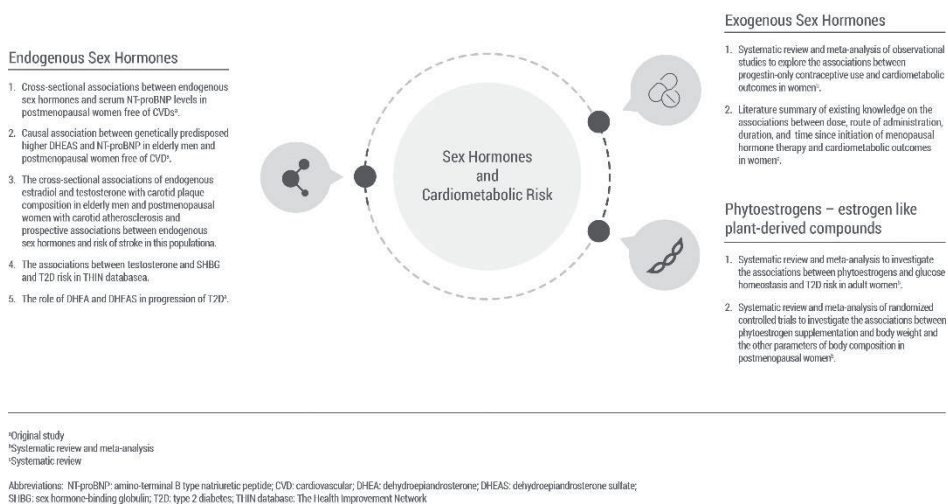 Endogenous Sex Hormones
1. Cross-sectional associations between endogenous
sex hormones and serum NT-proBNP levels in
postmenopausal women free of CVDsᵃ.
2. Causal association between genetically predisposed
higher DHEAS and NT-proBNP in elderly men and
postmenopausal women free of CVDᵃ.
3. The cross-sectional associations of endogenous
estradiol and testosterone with carotid plaque
composition in elderly men and postmenopausal
women with carotid atherosclerosis and
prospective associations between endogenous
sex hormones and risk of stroke in this populationa.
4. The associations between testosterone and SHBG
and T2D risk in THIN databasea.
5. The role of DHEA and DHEAS in progression of T2Dᵃ.
Sex Hormones
and
Cardiometabolic Risk
Exogenous Sex Hormones
1. Systematic review and meta-analysis of observational
studies to explore the associations between
progestin-only contraceptive use and cardiometabolic
outcomes in womenᵇ.
2. Literature summary of existing knowledge on the
associations between dose, route of administration,
duration, and time since initiation of menopausal
hormone therapy and cardiometabolic outcomes
in womenᶜ.
Phytoestrogens – estrogen like
plant-derived compounds
1. Systematic review and meta-analysis to investigate
the associations between phytoestrogens and glucose
homeostasis and T2D risk in adult womenᵇ.
2. Systematic review and meta-analysis of randomized
controlled trials to investigate the associations between
phytoestrogen supplementation and body weight and
the other parameters of body composition in
postmenopausal womenᵇ.
ᵃOriginal study
ᵇSystematic review and meta-analysis
ᶜSystematic review
Abbreviations: NT-proBNP: amino-terminal B type natriuretic peptide; CVD: cardiovascular; DHEA: dehydroepiandrosterone; DHEAS: dehydroepiandrosterone sulfate;
SHBG: sex hormone-binding globulin; T2D: type 2 diabetes; THIN database: The Health Improvement Network